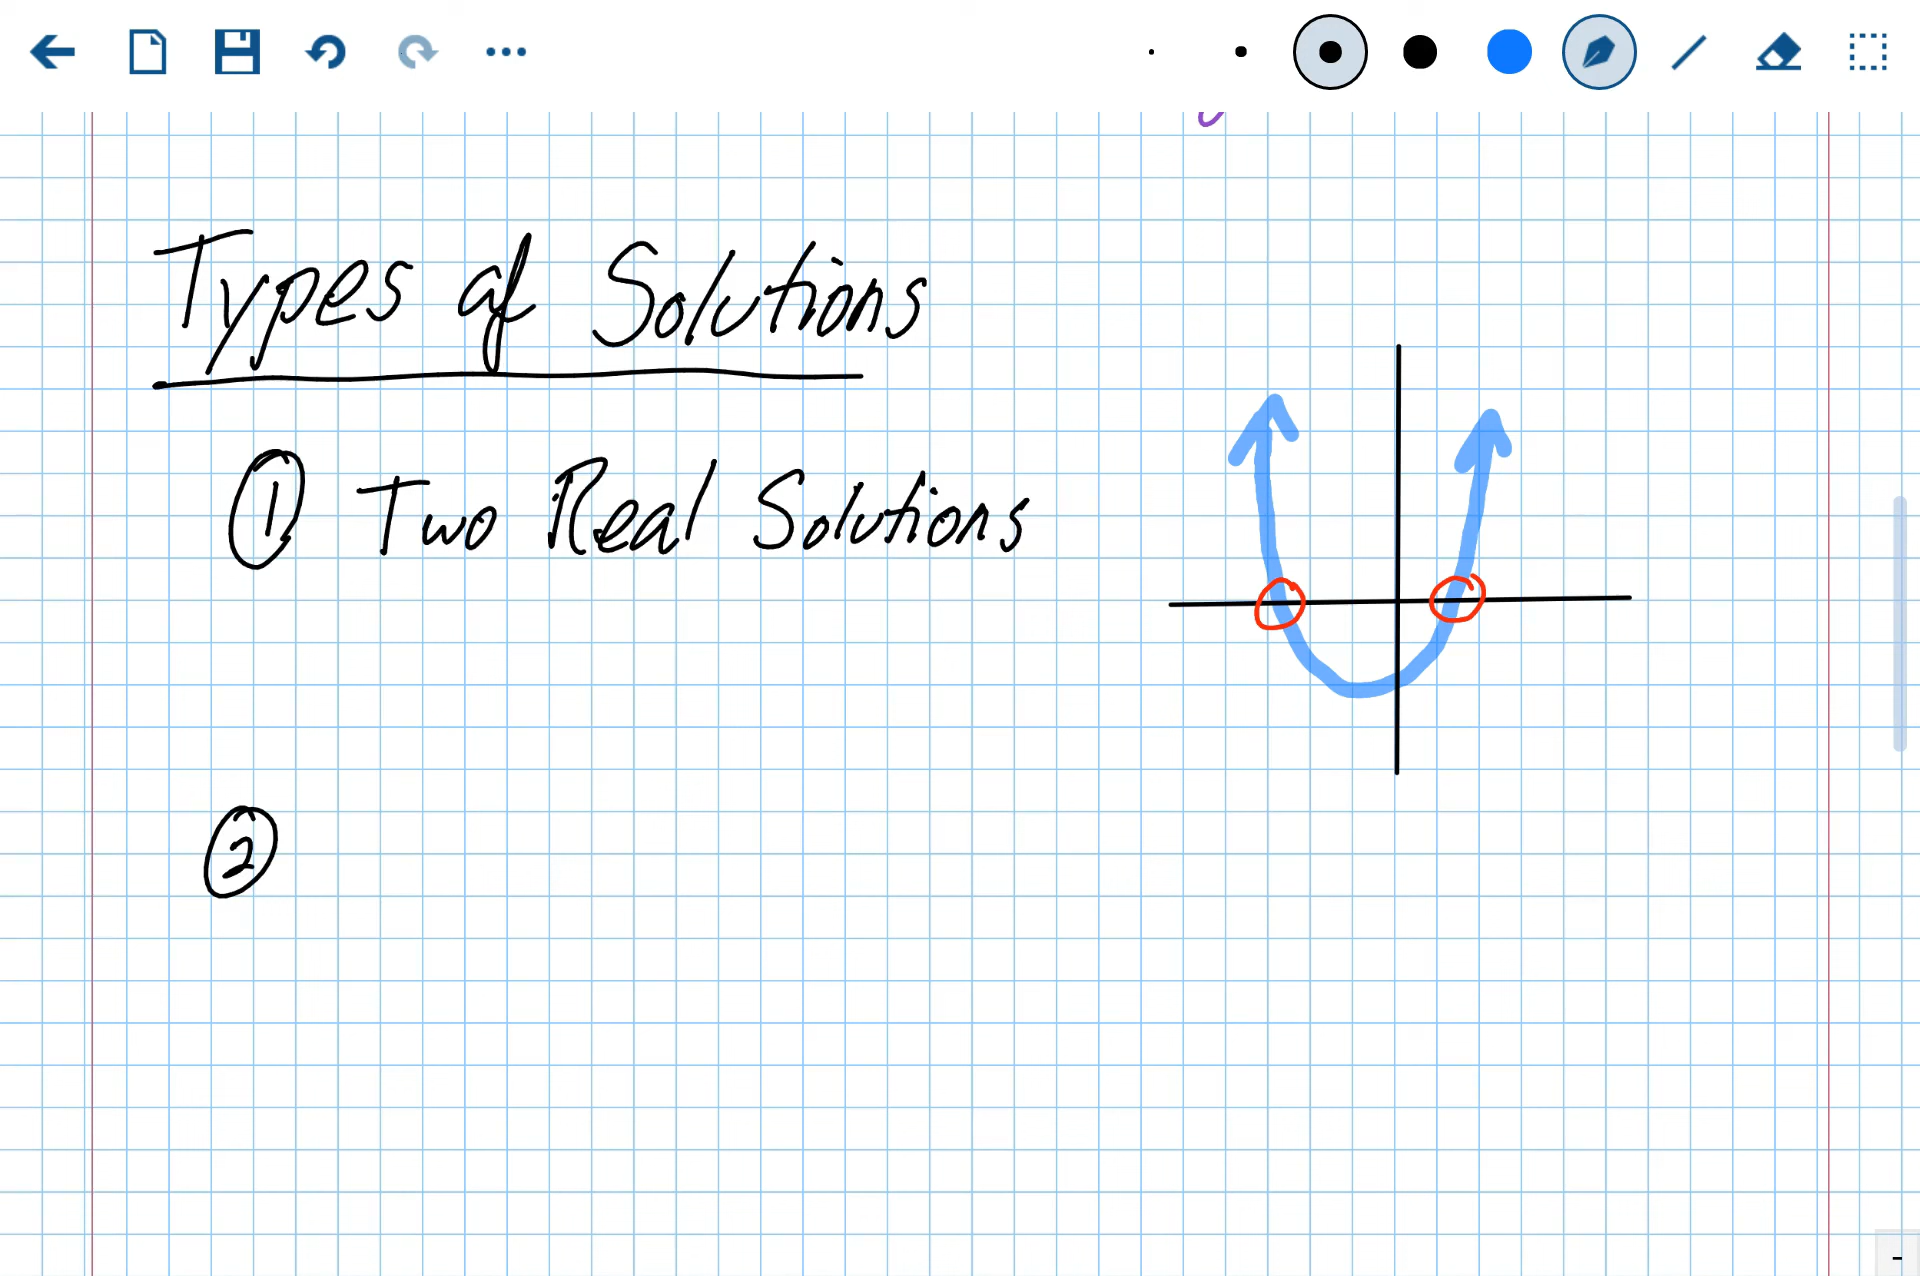 Types of Solutions
① Two Real Solutions
②